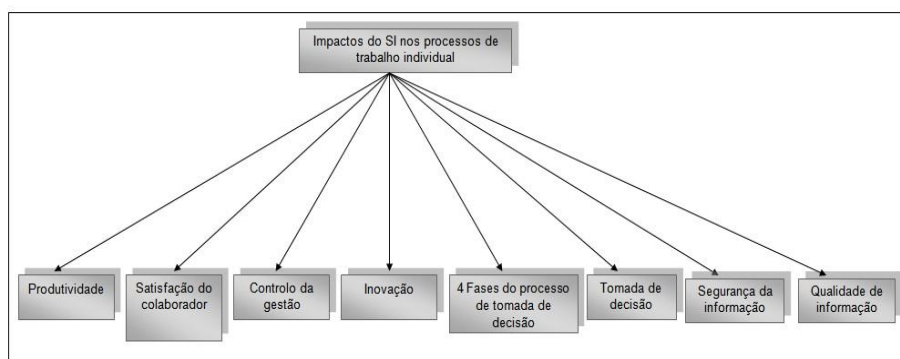 Impactos do SI nos processos de
trabalho individual
Produtividade
Satisfação do
colaborador
Controlo da
gestão
Inovação
4 Fases do processo
de tomada de
decisão
Tomada de
decisão
Segurança da
informação
Qualidade de
informação